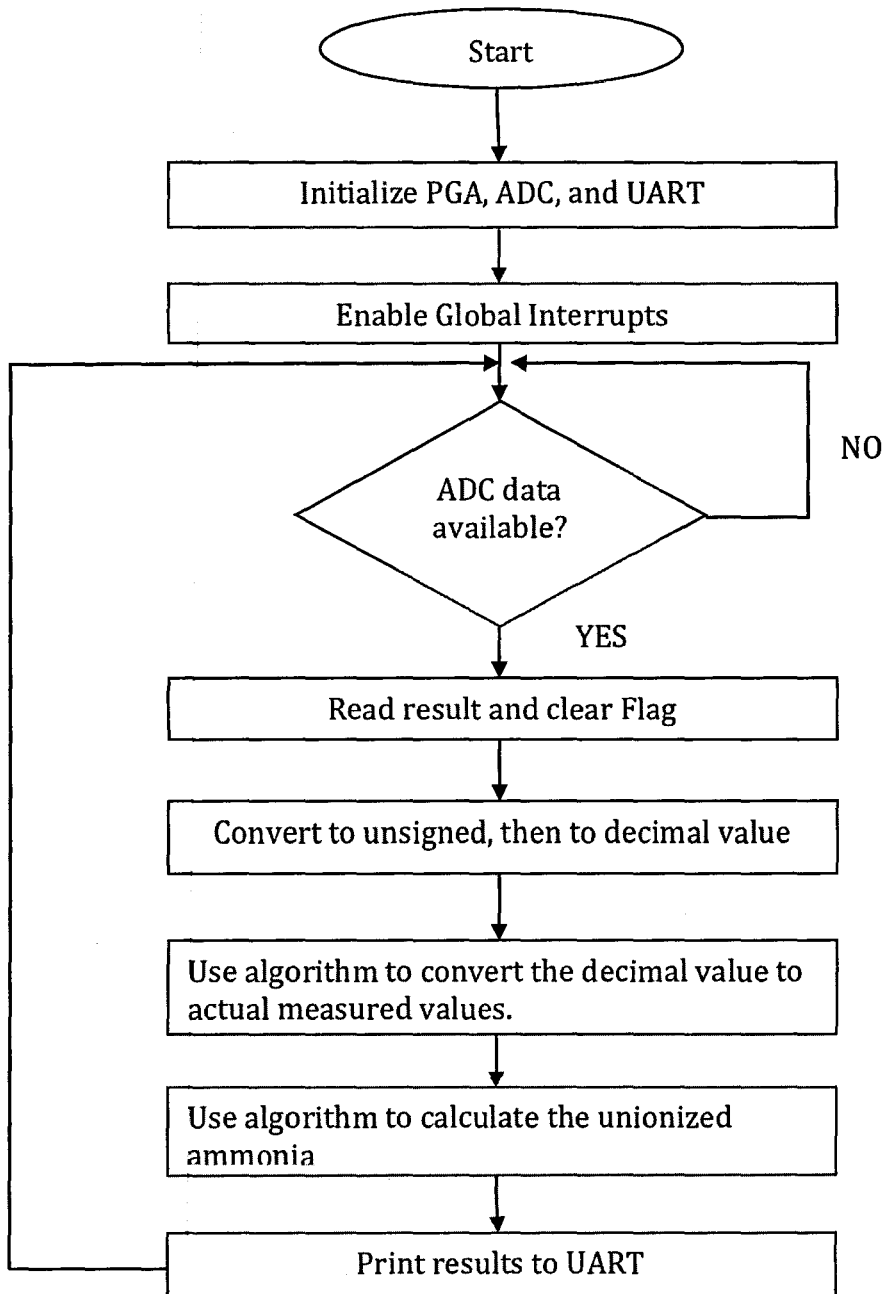 Start
Initialize PGA, ADC, and UART
Enable Global Interrupts
NO
ADC data
available?
YES
Read result and clear Flag
Convert to unsigned, then to decimal value
Use algorithm to convert the decimal value to
actual measured values.
Use algorithm to calculate the unionized
ammonia
Print results to UART